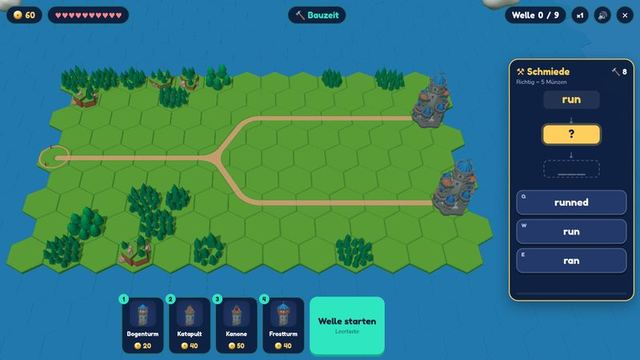 60
Bauzeit
Welle 0 / 9
x1
Schmiede
8
Richtig = 5 Münzen
run
?
____
Q
runned
W
run
E
ran
1
Bogenturm
20
2
Katapult
40
3
Kanone
50
4
Frostturm
40
Welle starten
Leertaste